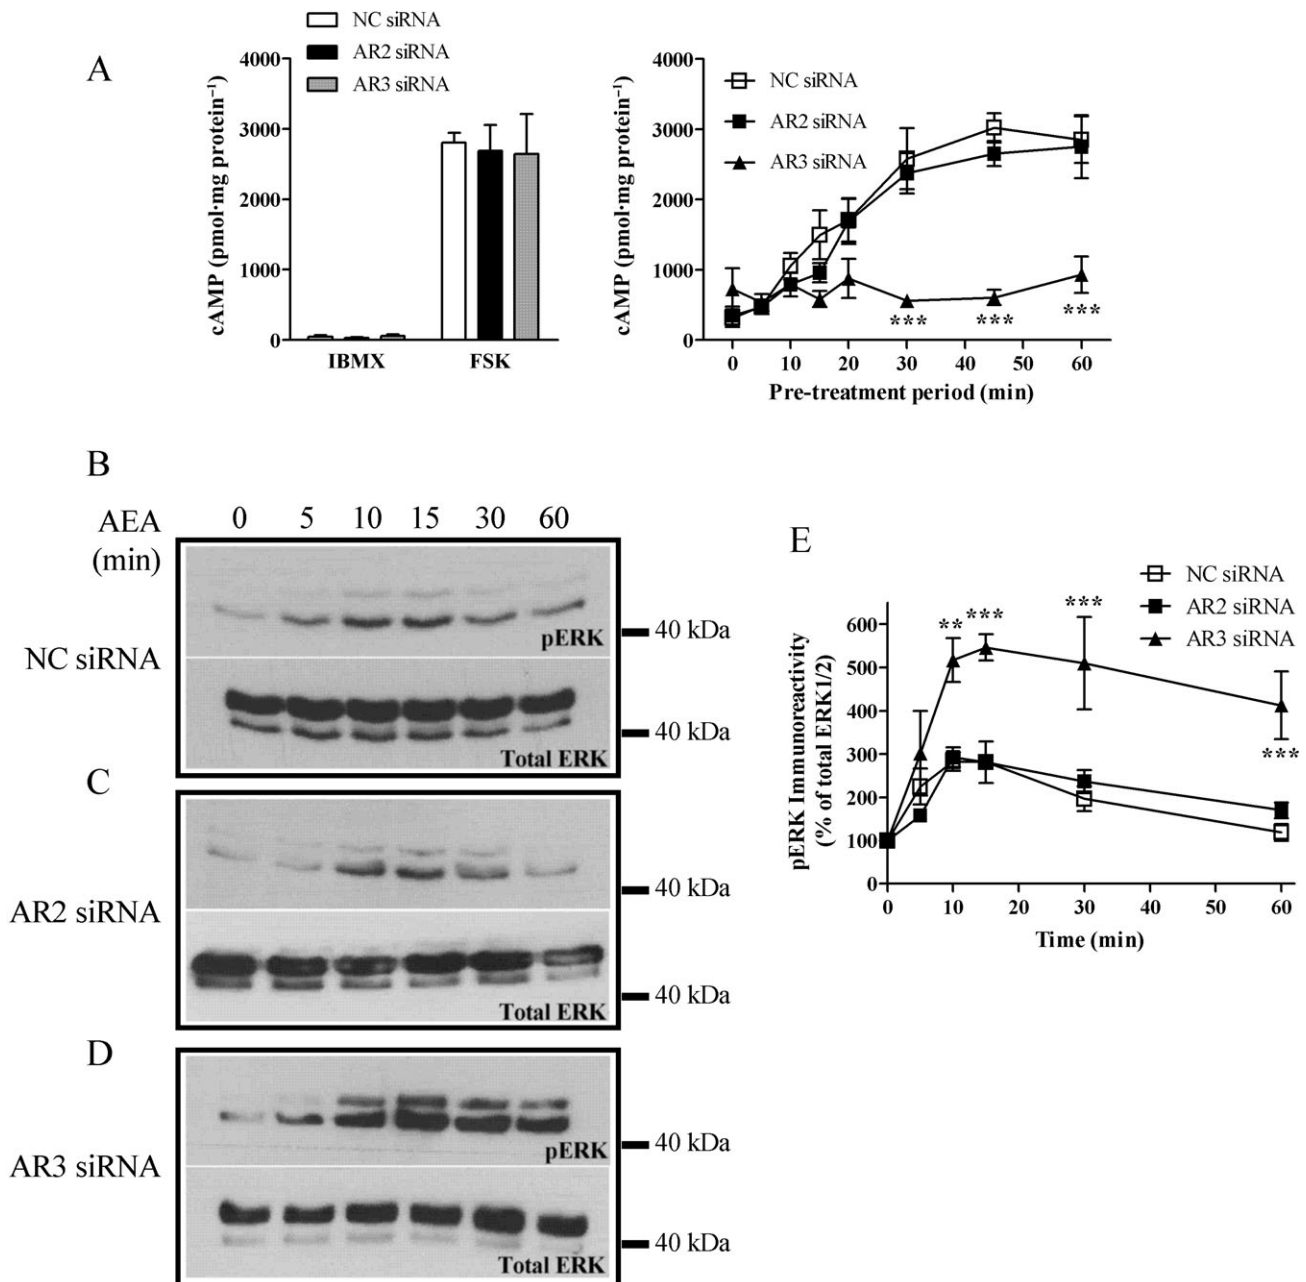 A
NC siRNA
AR2 siRNA
AR3 siRNA
cAMP (pmol·mg protein⁻¹)
4000
3000
2000
1000
0
IBMX FSK
NC siRNA
AR2 siRNA
AR3 siRNA
cAMP (pmol·mg protein⁻¹)
4000
3000
2000
1000
0
*** *** ***
0 10 20 30 40 50 60
Pre-treatment period (min)
B
AEA 0 5 10 15 30 60
(min)
NC siRNA
pERK
40 kDa
Total ERK
40 kDa
C
AR2 siRNA
40 kDa
Total ERK
40 kDa
D
AR3 siRNA
pERK
40 kDa
Total ERK
40 kDa
E
NC siRNA
AR2 siRNA
AR3 siRNA
pERK Immunoreactivity
(% of total ERK1/2)
600
500
400
300
200
100
0
** *** ***
***
0 10 20 30 40 50 60
Time (min)